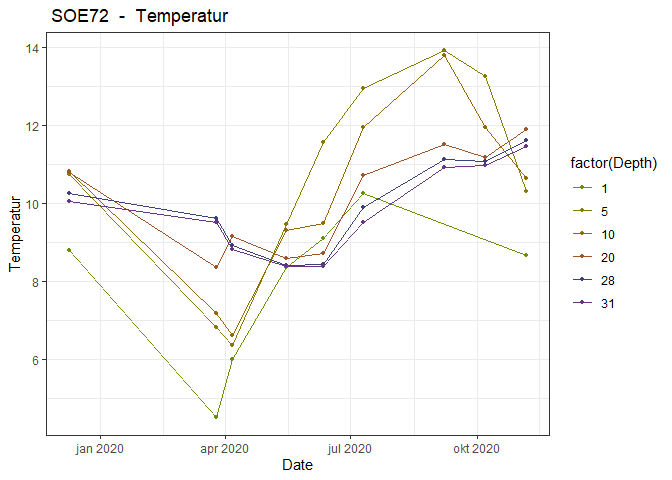 SOE72 - Temperatur
14
12
10
8
6
Temperatur
jan 2020
apr 2020
jul 2020
okt 2020
Date
factor(Depth)
1
5
10
20
28
31